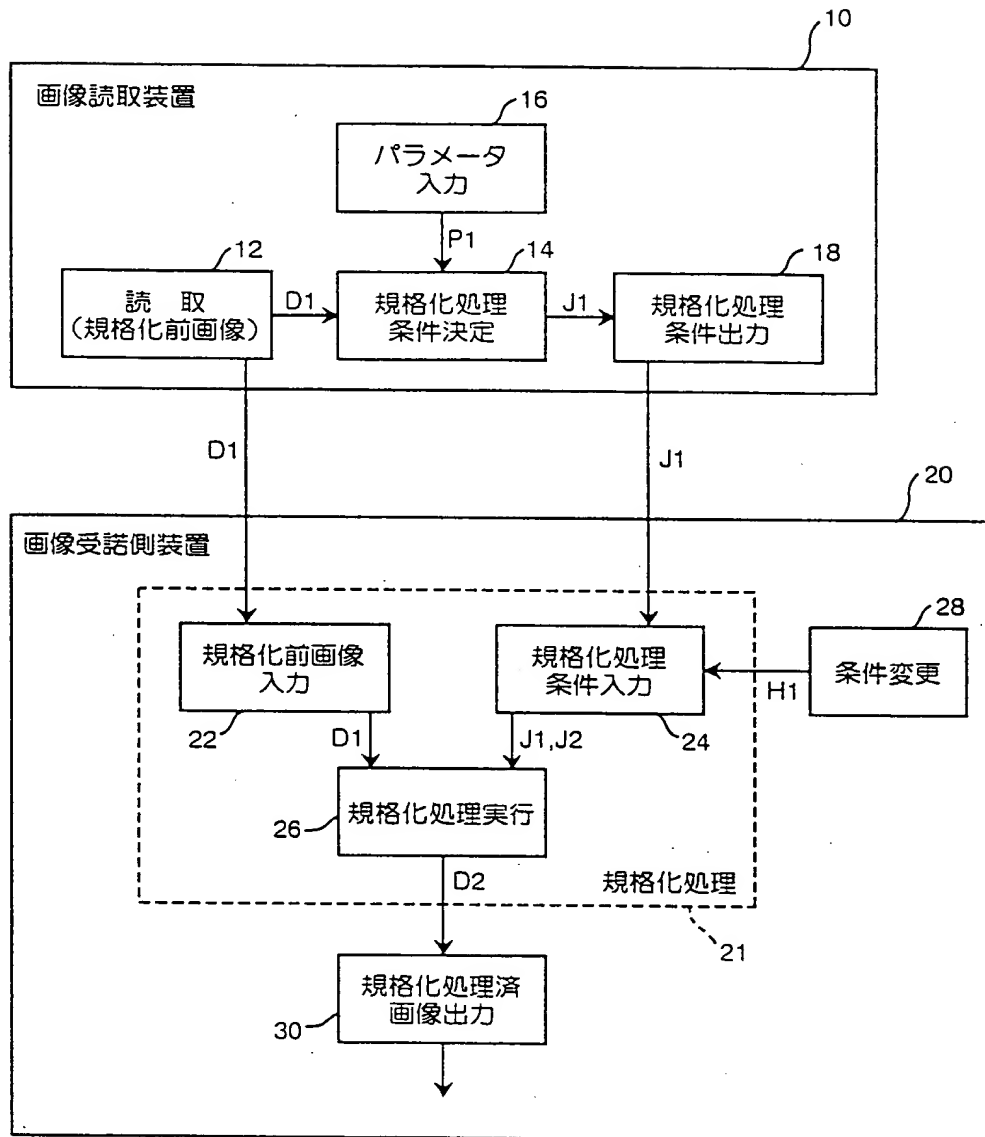 10
画像読取装置
16
パラメータ
入力
P1
12
14
18
読 取
(規格化前画像)
D1
規格化処理
条件決定
J1
規格化処理
条件出力
D1
J1
20
画像受諾側装置
28
規格化前画像
入力
規格化処理
条件入力
条件変更
H1
22
D1
J1,J2
24
26
規格化処理実行
D2
規格化処理
21
規格化処理済
画像出力
30